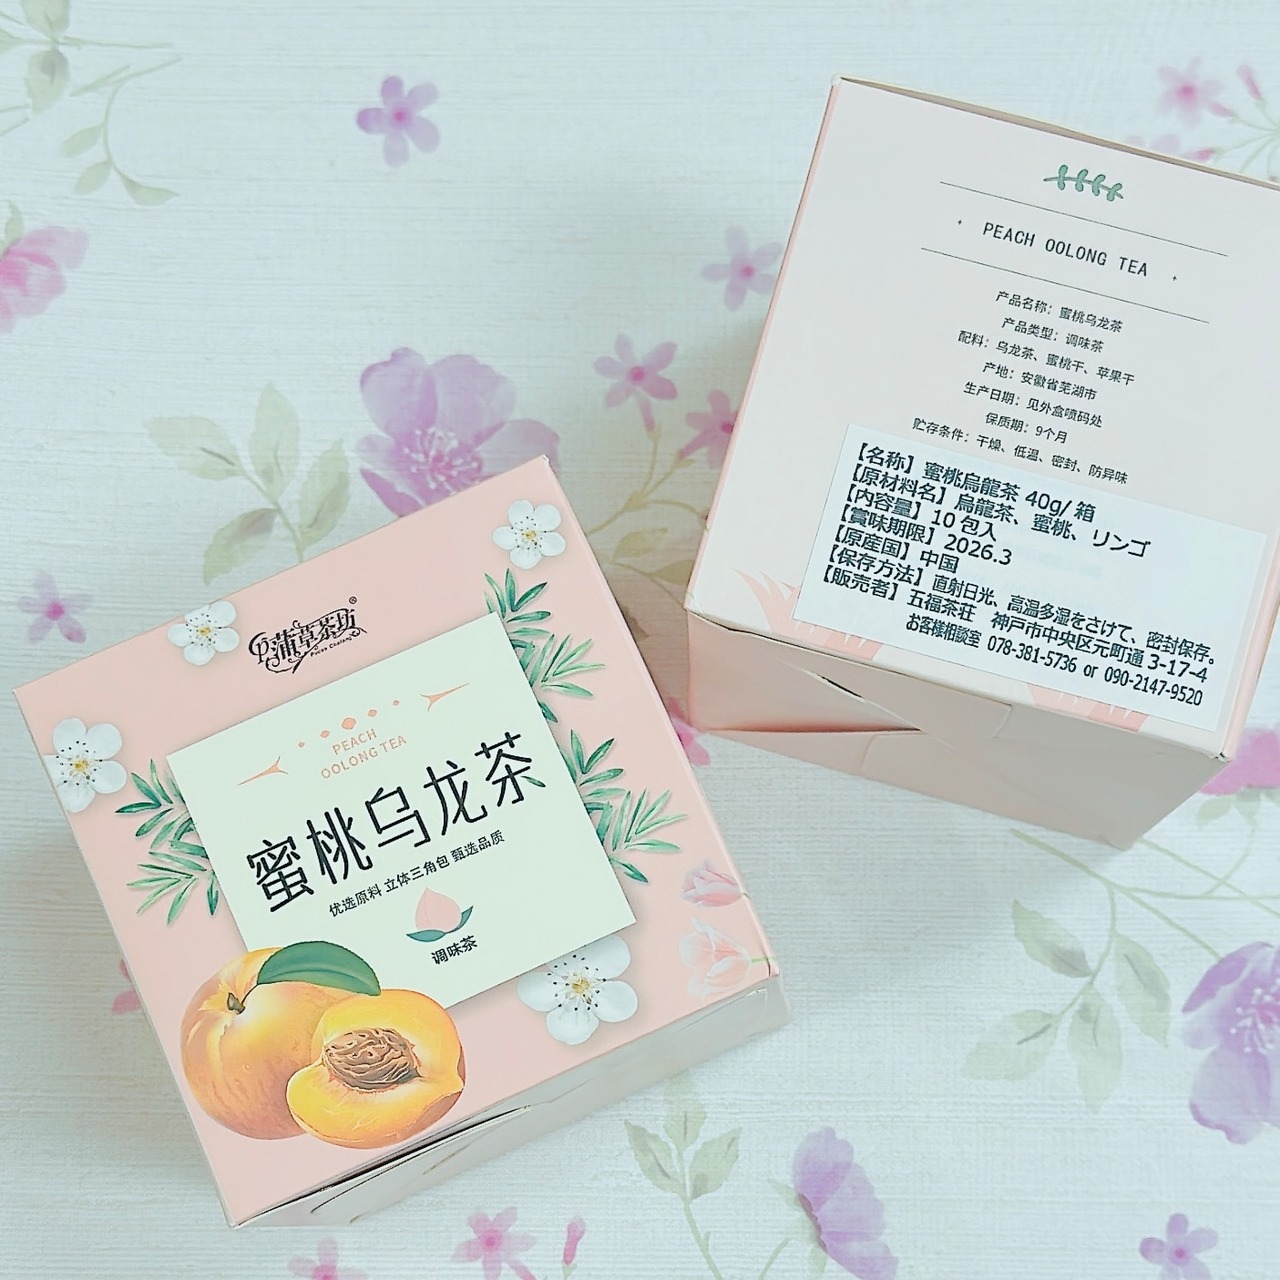 蒲草茶坊
®
PEACH
OOLONG TEA
蜜桃乌龙茶
优选原料 立体三角包 甄选品质
调味茶
PEACH OOLONG TEA
产品名称：蜜桃乌龙茶
产品类型：调味茶
配料：乌龙茶、蜜桃干、苹果干
产地：安徽省芜湖市
生产日期：见外盒喷码处
保质期：9个月
贮存条件：干燥、低温、密封、防异味
【名称】蜜桃烏龍茶 40g/ 箱
【原材料名】烏龍茶、蜜桃、リンゴ
【内容量】10 包入
【賞味期限】2026.3
【原産国】中国
【保存方法】直射日光、高温多湿をさけて、密封保存。
【販売者】五福茶荘　神戸市中央区元町通 3-17-4
お客様相談室 078-381-5736 or 090-2147-9520